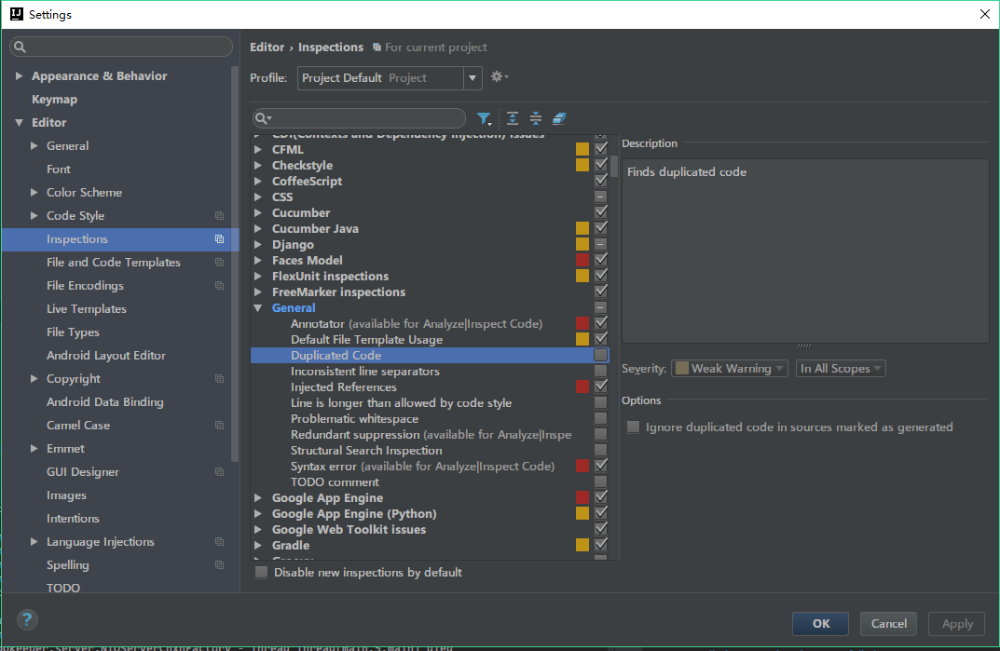 Settings
Appearance & Behavior
Keymap
Editor
General
Font
Color Scheme
Code Style
Inspections
File and Code Templates
File Encodings
Live Templates
File Types
Android Layout Editor
Copyright
Android Data Binding
Camel Case
Emmet
GUI Designer
Images
Intentions
Language Injections
Spelling
TODO
Editor › Inspections For current project
Profile: Project Default Project
CDI(Contexts and Dependency Injection) issues
CFML
Checkstyle
CoffeeScript
CSS
Cucumber
Cucumber Java
Django
Faces Model
FlexUnit inspections
FreeMarker inspections
General
Annotator (available for Analyze|Inspect Code)
Default File Template Usage
Duplicated Code
Inconsistent line separators
Injected References
Line is longer than allowed by code style
Problematic whitespace
Redundant suppression (available for Analyze|Inspe
Structural Search Inspection
Syntax error (available for Analyze|Inspect Code)
TODO comment
Google App Engine
Google App Engine (Python)
Google Web Toolkit issues
Gradle
Disable new inspections by default
Description
Finds duplicated code
Severity: Weak Warning In All Scopes
Options
Ignore duplicated code in sources marked as generated
?
OK
Cancel
Apply